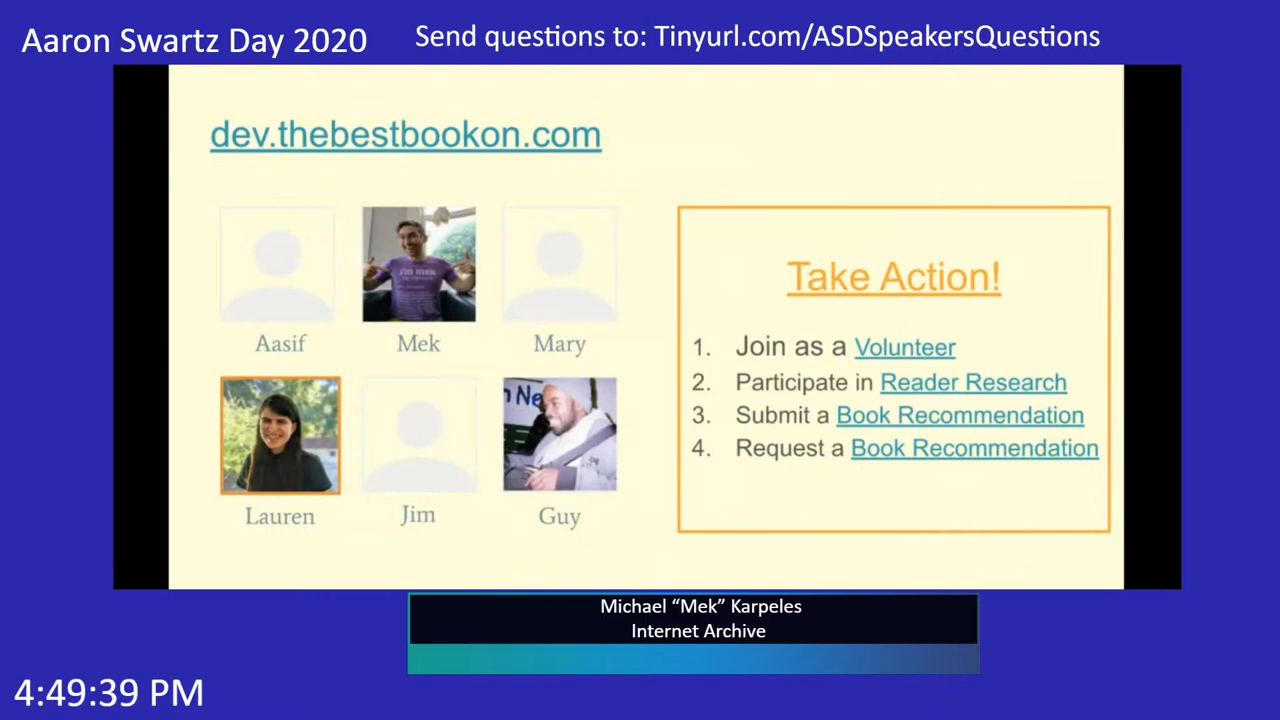 Aaron Swartz Day 2020
Send questions to: Tinyurl.com/ASDSpeakersQuestions
dev.thebestbookon.com
Aasif
Mek
Mary
Lauren
Jim
Guy
Take Action!
1. Join as a Volunteer
2. Participate in Reader Research
3. Submit a Book Recommendation
4. Request a Book Recommendation
Michael “Mek” Karpeles
Internet Archive
4:49:39 PM